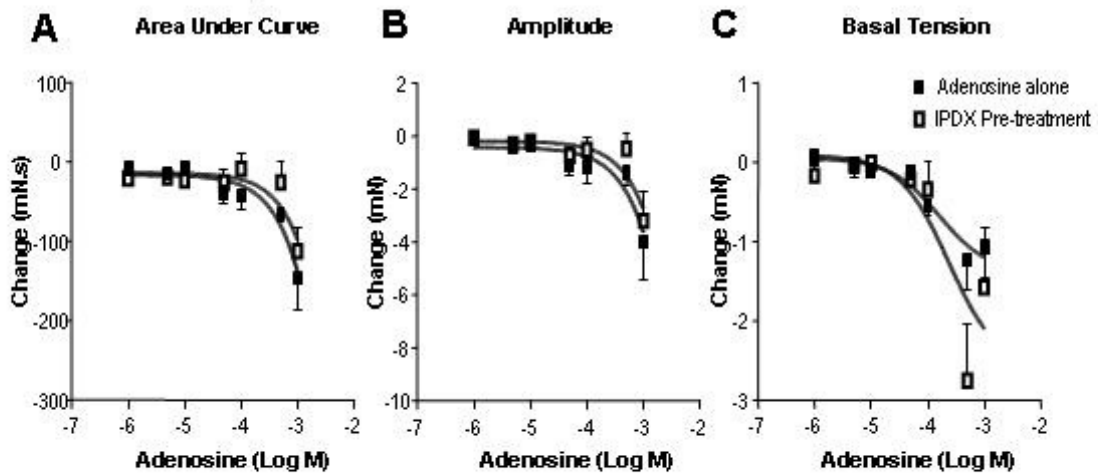 A Area Under Curve
100
0
-100
-200
-300
Change (mN.s)
-7 -6 -5 -4 -3 -2
Adenosine (Log M)
B Amplitude
2
0
-2
-4
-6
-8
-10
Change (mN)
-7 -6 -5 -4 -3 -2
Adenosine (Log M)
C Basal Tension
1
0
-1
-2
-3
Change (mN)
-7 -6 -5 -4 -3 -2
Adenosine (Log M)
Adenosine alone
IPDX Pre-treatment